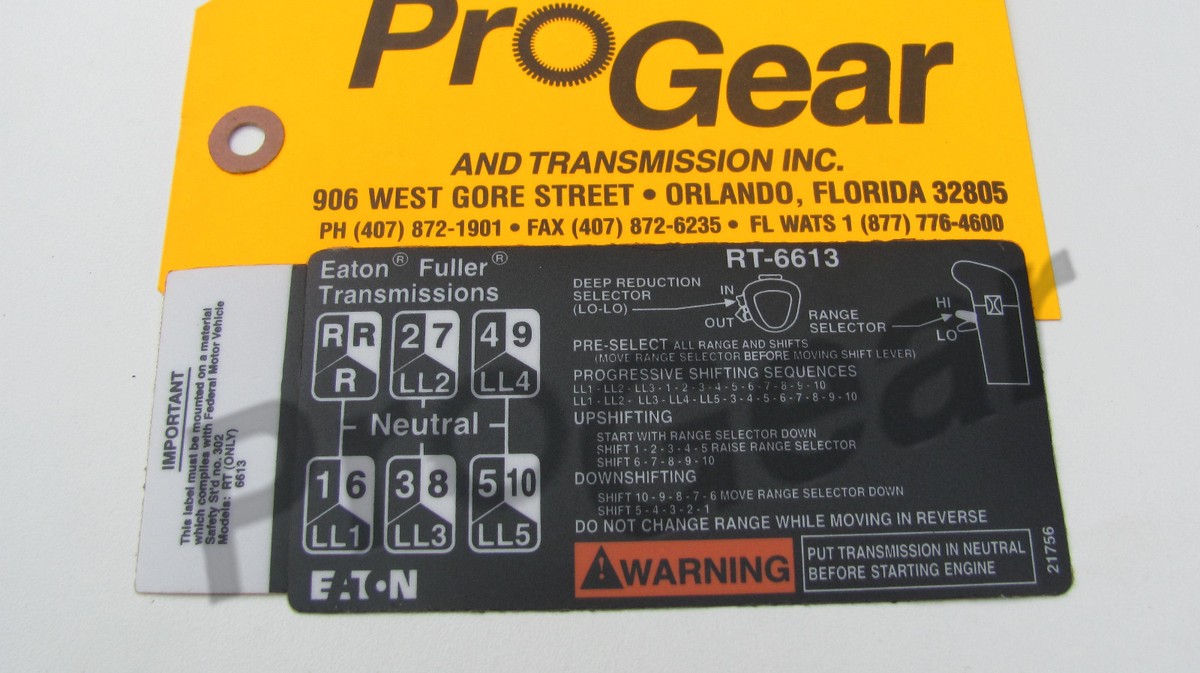 ProGear
AND TRANSMISSION INC.
906 WEST GORE STREET • ORLANDO, FLORIDA 32805
PH (407) 872-1901 • FAX (407) 872-6235 • FL WATS 1 (877) 776-4600
IMPORTANT
This label must be mounted on a material
which complies with Federal Motor Vehicle
Safety St'd no. 302
Models: RT (ONLY)
6613
Eaton® Fuller®
Transmissions
R R 2 7 4 9
R LL2 LL4
Neutral
1 6 3 8 5 10
LL1 LL3 LL5
EATON
RT-6613
DEEP REDUCTION
SELECTOR
(LO-LO)
IN
OUT
RANGE
SELECTOR
HI
LO
PRE-SELECT ALL RANGE AND SHIFTS
(MOVE RANGE SELECTOR BEFORE MOVING SHIFT LEVER)
PROGRESSIVE SHIFTING SEQUENCES
LL1 - LL2 - LL3 - 1 - 2 - 3 - 4 - 5 - 6 - 7 - 8 - 9 - 10
LL1 - LL2 - LL3 - LL4 - LL5 - 3 - 4 - 5 - 6 - 7 - 8 - 9 - 10
UPSHIFTING
START WITH RANGE SELECTOR DOWN
SHIFT 1 - 2 - 3 - 4 - 5 RAISE RANGE SELECTOR
SHIFT 6 - 7 - 8 - 9 - 10
DOWNSHIFTING
SHIFT 10 - 9 - 8 - 7 - 6 MOVE RANGE SELECTOR DOWN
SHIFT 5 - 4 - 3 - 2 - 1
DO NOT CHANGE RANGE WHILE MOVING IN REVERSE
WARNING
PUT TRANSMISSION IN NEUTRAL
BEFORE STARTING ENGINE
21756
ProGear